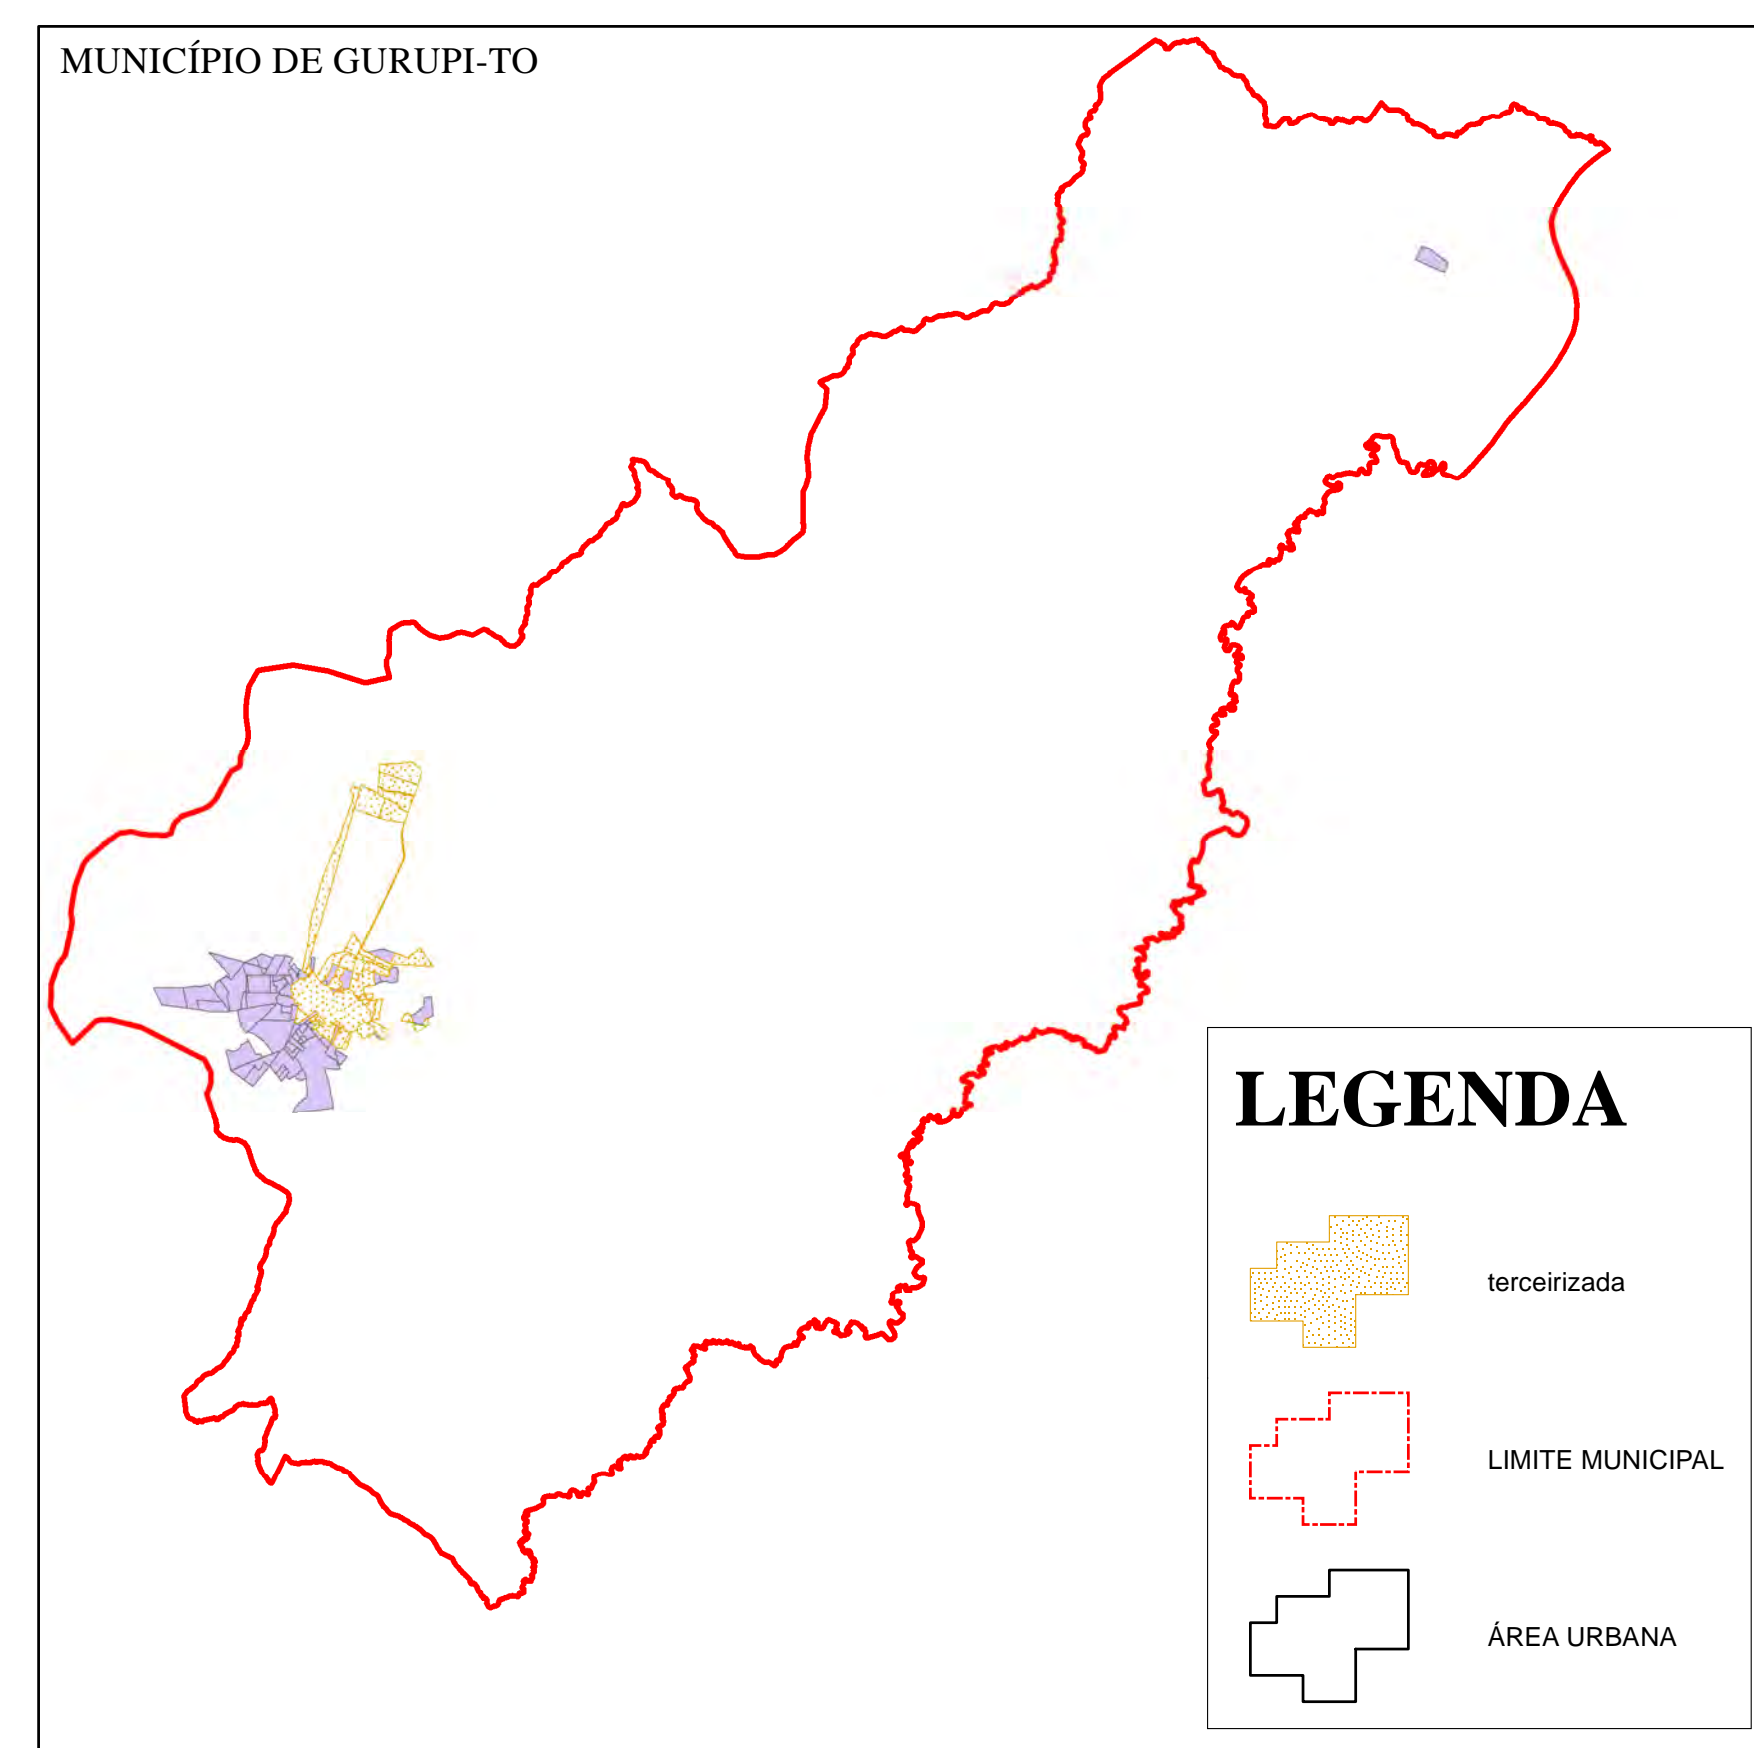 MUNICÍPIO DE GURUPI-TO
LEGENDA
terceirizada
LIMITE MUNICIPAL
ÁREA URBANA